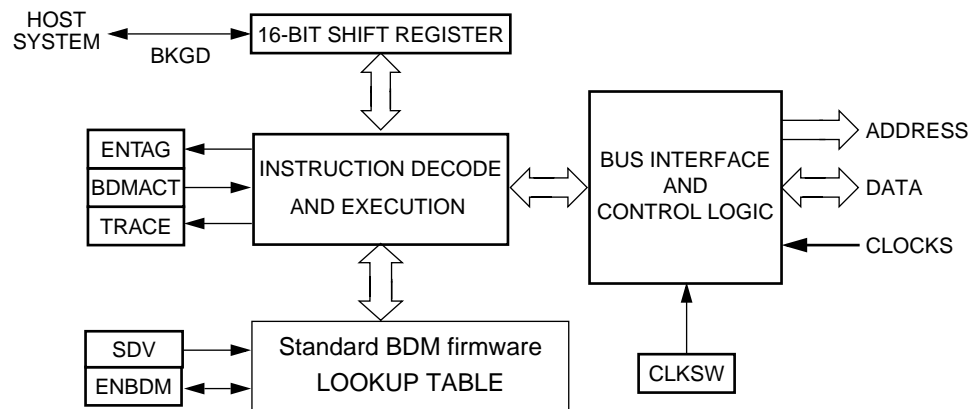 HOST
SYSTEM
BKGD
16-BIT SHIFT REGISTER
ENTAG
BDMACT
TRACE
INSTRUCTION DECODE
AND EXECUTION
BUS INTERFACE
AND
CONTROL LOGIC
ADDRESS
DATA
CLOCKS
SDV
ENBDM
Standard BDM firmware
LOOKUP TABLE
CLKSW